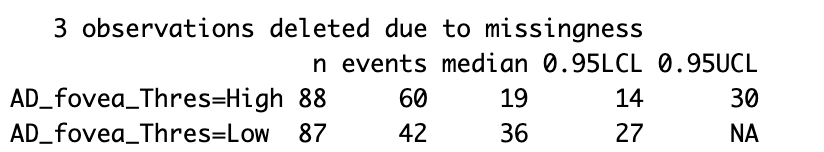 3 observations deleted due to missingness
n events median 0.95LCL 0.95UCL
AD_fovea_Thres=High 88 60 19 14 30
AD_fovea_Thres=Low 87 42 36 27 NA